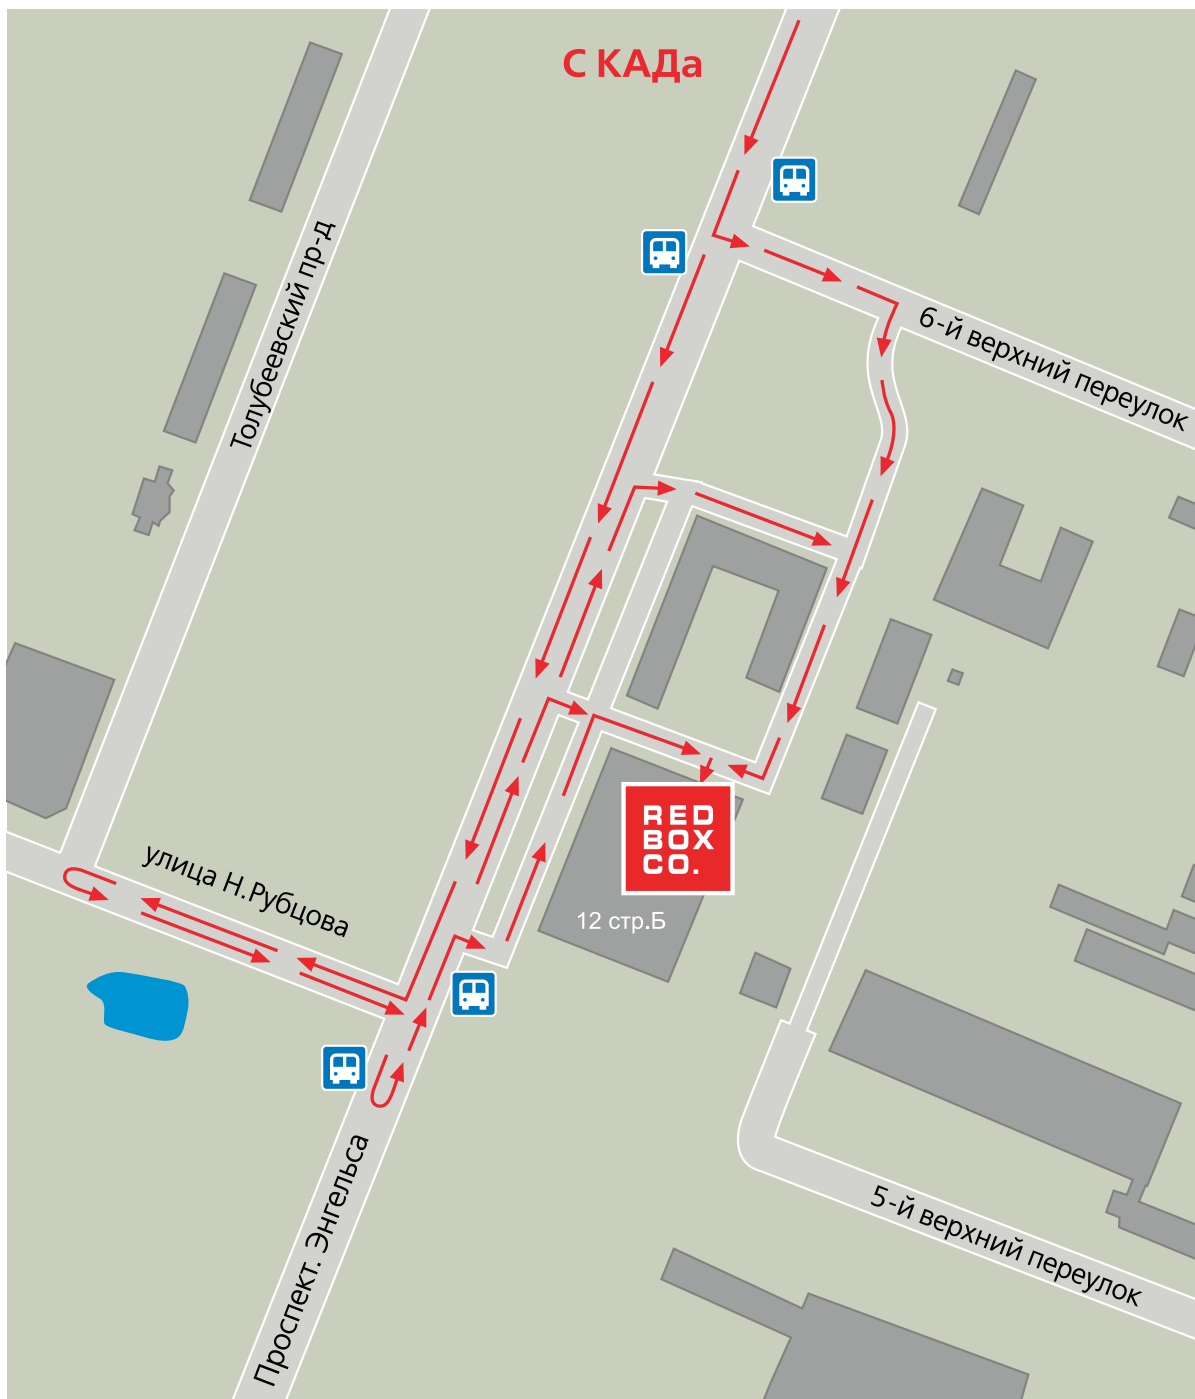 С КАДа
Толубеевский пр-д
6-й верхний переулок
RED
BOX
CO.
улица Н.Рубцова
12 стр.Б
Проспект. Энгельса
5-й верхний переулок